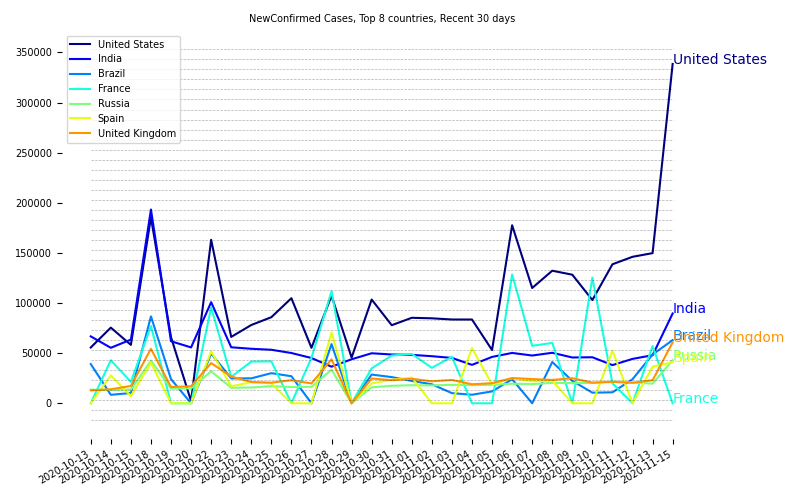 NewConfirmed Cases, Top 8 countries, Recent 30 days
United States
India
Brazil
France
Russia
Spain
United Kingdom
350000
300000
250000
200000
150000
100000
50000
0
United States
India
Brazil
United Kingdom
Russia
Spain
France
2020-10-13
2020-10-14
2020-10-15
2020-10-18
2020-10-19
2020-10-20
2020-10-22
2020-10-23
2020-10-24
2020-10-25
2020-10-26
2020-10-27
2020-10-28
2020-10-29
2020-10-30
2020-10-31
2020-11-01
2020-11-02
2020-11-03
2020-11-04
2020-11-05
2020-11-06
2020-11-07
2020-11-08
2020-11-09
2020-11-10
2020-11-11
2020-11-12
2020-11-13
2020-11-15